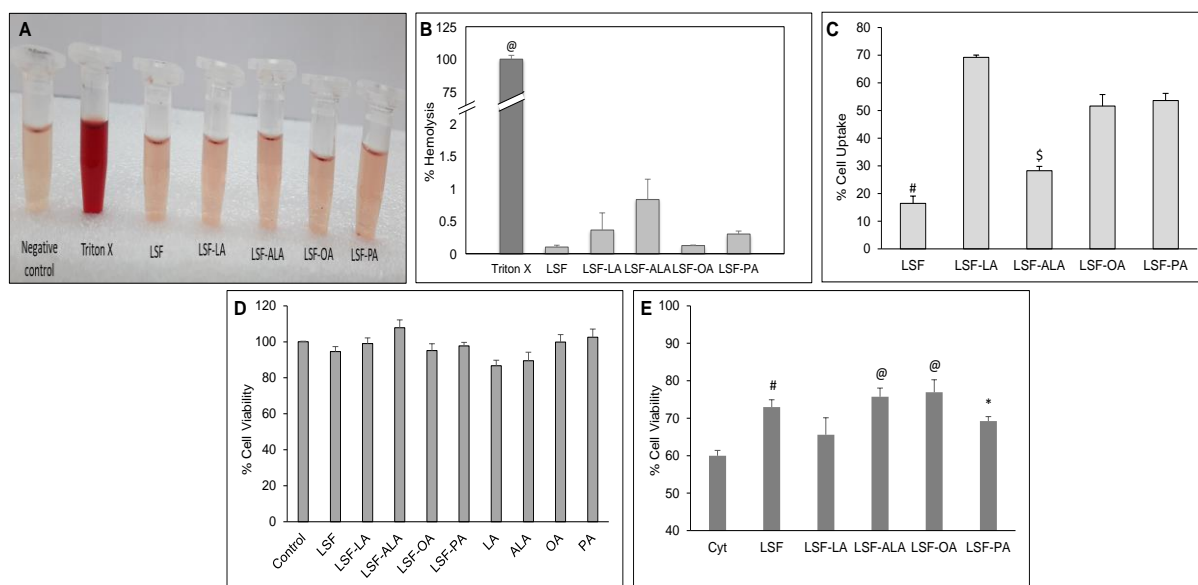 A
Negative
control
Triton X
LSF
LSF-LA
LSF-ALA
LSF-OA
LSF-PA
B
% Hemolysis
125
100
75
2
1.5
1
0.5
0
@
Triton X
LSF
LSF-LA
LSF-ALA
LSF-OA
LSF-PA
C
% Cell Uptake
80
70
60
50
40
30
20
10
0
#
$
LSF
LSF-LA
LSF-ALA
LSF-OA
LSF-PA
D
% Cell Viability
120
100
80
60
40
20
0
Control
LSF
LSF-LA
LSF-ALA
LSF-OA
LSF-PA
LA
ALA
OA
PA
E
% Cell Viability
100
90
80
70
60
50
40
#
@
@
*
Cyt
LSF
LSF-LA
LSF-ALA
LSF-OA
LSF-PA